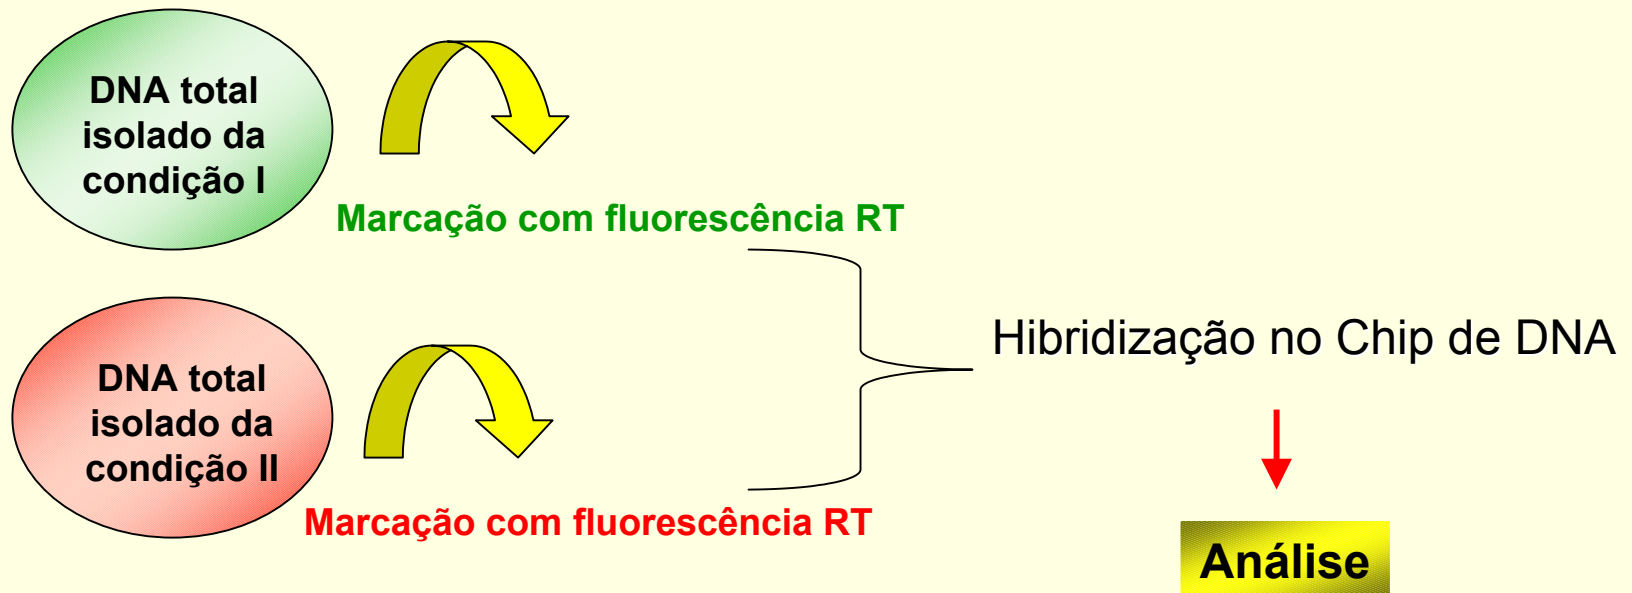 DNA total
isolado da
condição I
Marcação com fluorescência RT
DNA total
isolado da
condição II
Marcação com fluorescência RT
Hibridização no Chip de DNA
Análise